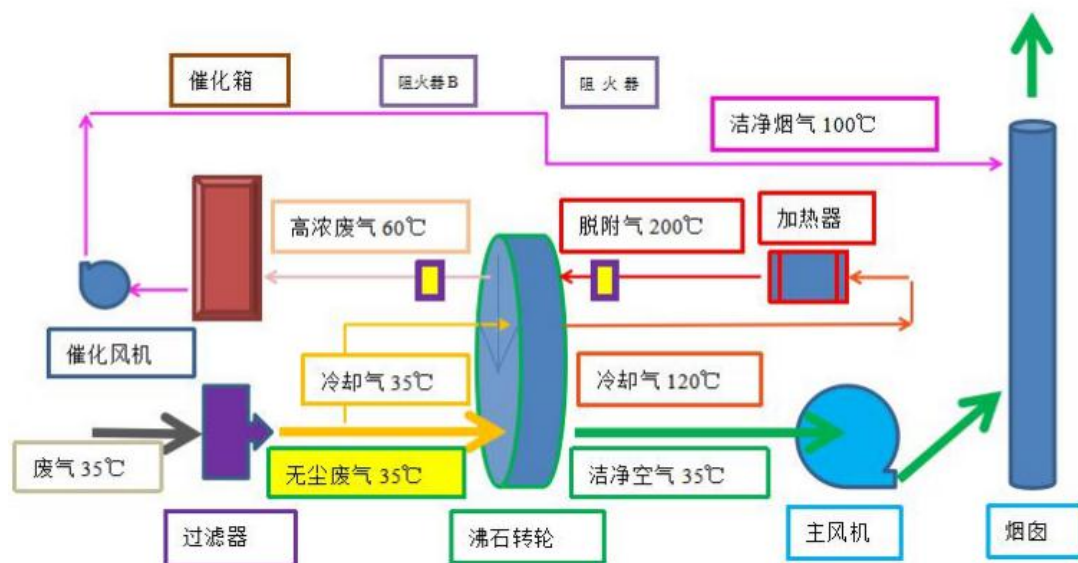 催化箱
阻火器B
阻火器
洁净烟气 100℃
高浓废气 60℃
脱附气 200℃
加热器
催化风机
冷却气 35℃
冷却气 120℃
废气 35℃
无尘废气 35℃
洁净空气 35℃
过滤器
沸石转轮
主风机
烟囱